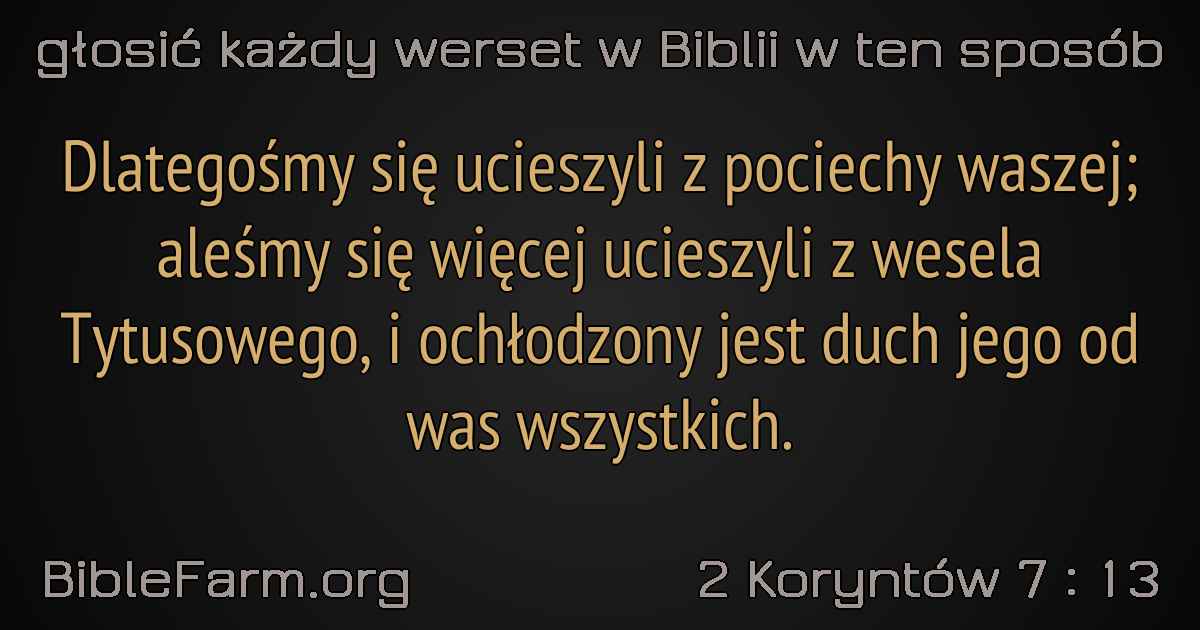 głosić każdy werset w Biblii w ten sposób
Dlategośmy się ucieszyli z pociechy waszej;
aleśmy się więcej ucieszyli z wesela
Tytusowego, i ochłodzony jest duch jego od
was wszystkich.
BibleFarm.org
2 Koryntów 7 : 13